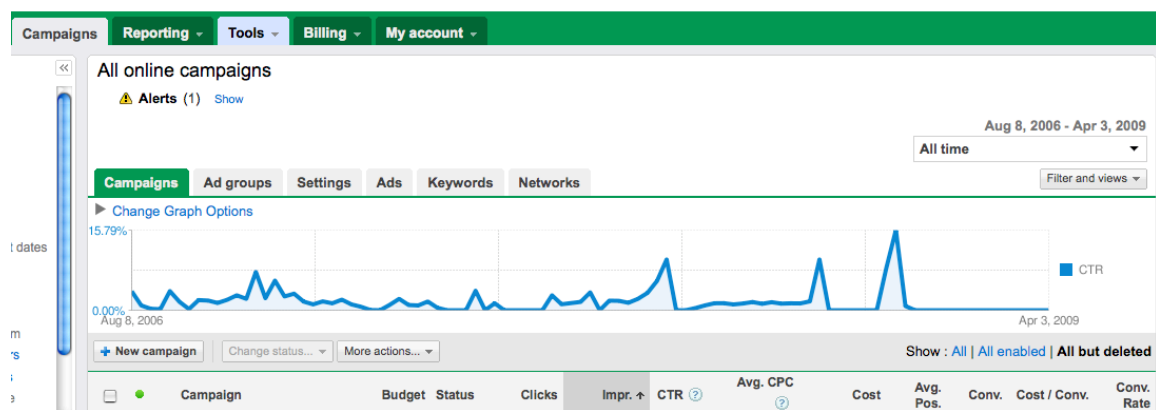 Campaigns Reporting Tools Billing My account
All online campaigns
Alerts (1) Show
Aug 8, 2006 - Apr 3, 2009
All time
Campaigns Ad groups Settings Ads Keywords Networks Filter and views
Change Graph Options
15.79%
t dates
CTR
0.00%
Aug 8, 2006 Apr 3, 2009
m
+ New campaign Change status... More actions... Show : All | All enabled | All but deleted
rs
s
e
Campaign Budget Status Clicks Impr. ↑ CTR ? Avg. CPC ? Cost Avg. Pos. Conv. Cost / Conv. Conv. Rate